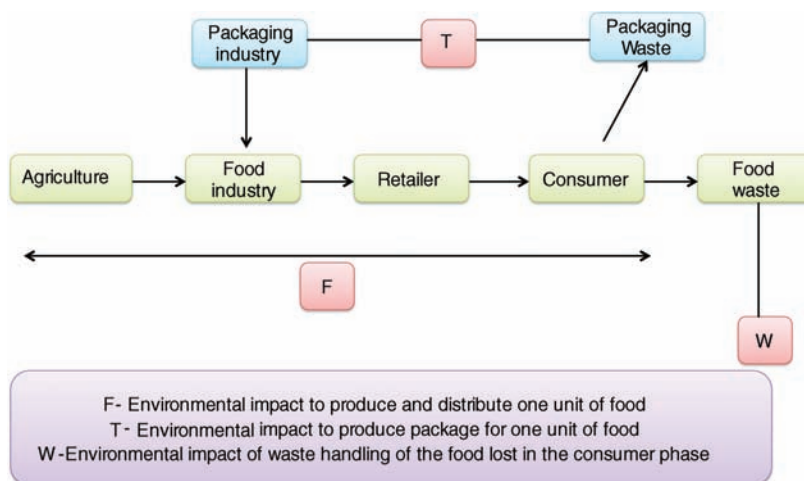 Packaging
industry
T
Packaging
Waste
Agriculture
Food
industry
Retailer
Consumer
Food
waste
F
W
F- Environmental impact to produce and distribute one unit of food
T- Environmental impact to produce package for one unit of food
W-Environmental impact of waste handling of the food lost in the consumer phase